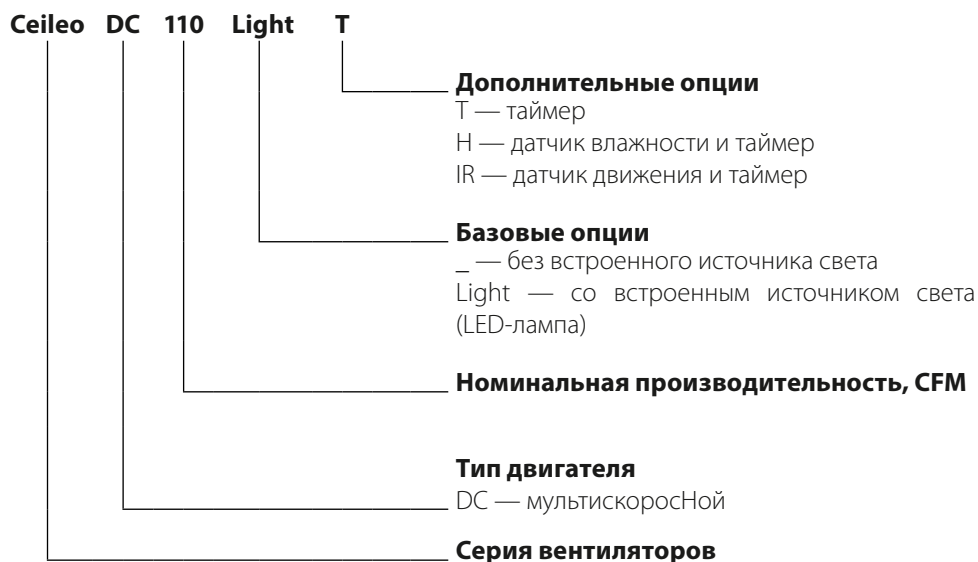 Ceileo DC 110 Light T
Дополнительные опции
T — таймер
H — датчик влажности и таймер
IR — датчик движения и таймер
Базовые опции
_ — без встроенного источника света
Light — со встроенным источником света
(LED-лампа)
Номинальная производительность, CFM
Тип двигателя
DC — мультискоросНой
Серия вентиляторов